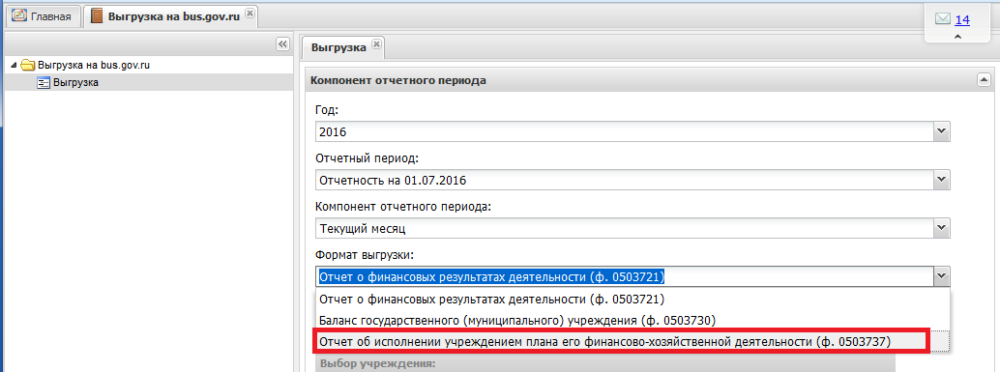 Главная
Выгрузка на bus.gov.ru
14
Выгрузка на bus.gov.ru
Выгрузка
Выгрузка
Компонент отчетного периода
Год:
2016
Отчетный период:
Отчетность на 01.07.2016
Компонент отчетного периода:
Текущий месяц
Формат выгрузки:
Отчет о финансовых результатах деятельности (ф. 0503721)
Отчет о финансовых результатах деятельности (ф. 0503721)
Баланс государственного (муниципального) учреждения (ф. 0503730)
Отчет об исполнении учреждением плана его финансово-хозяйственной деятельности (ф. 0503737)
Выбор учреждения: